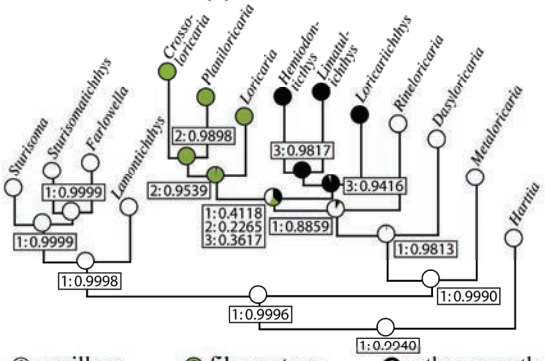 Sturisoma
Sturisomatichthys
Farlowella
Lamontichthys
Crosso-
loricaria
Planiloricaria
Loricaria
Hemiodon-
ticthys
Limatul-
ichthys
Loricariichthys
Rineloricaria
Dasyloricaria
Metaloricaria
Harttia
2:0.9898
3:0.9817
1:0.9999
2:0.9539
3:0.9416
1:0.4118
2:0.2265
3:0.3617
1:0.8859
1:0.9999
1:0.9813
1:0.9998
1:0.9990
1:0.9996
1:0.9940